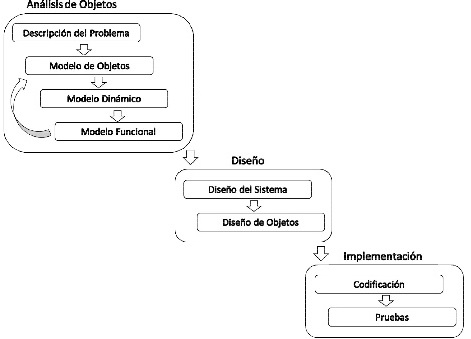 Análisis de Objetos
Descripción del Problema
Modelo de Objetos
Modelo Dinámico
Modelo Funcional
Diseño
Diseño del Sistema
Diseño de Objetos
Implementación
Codificación
Pruebas